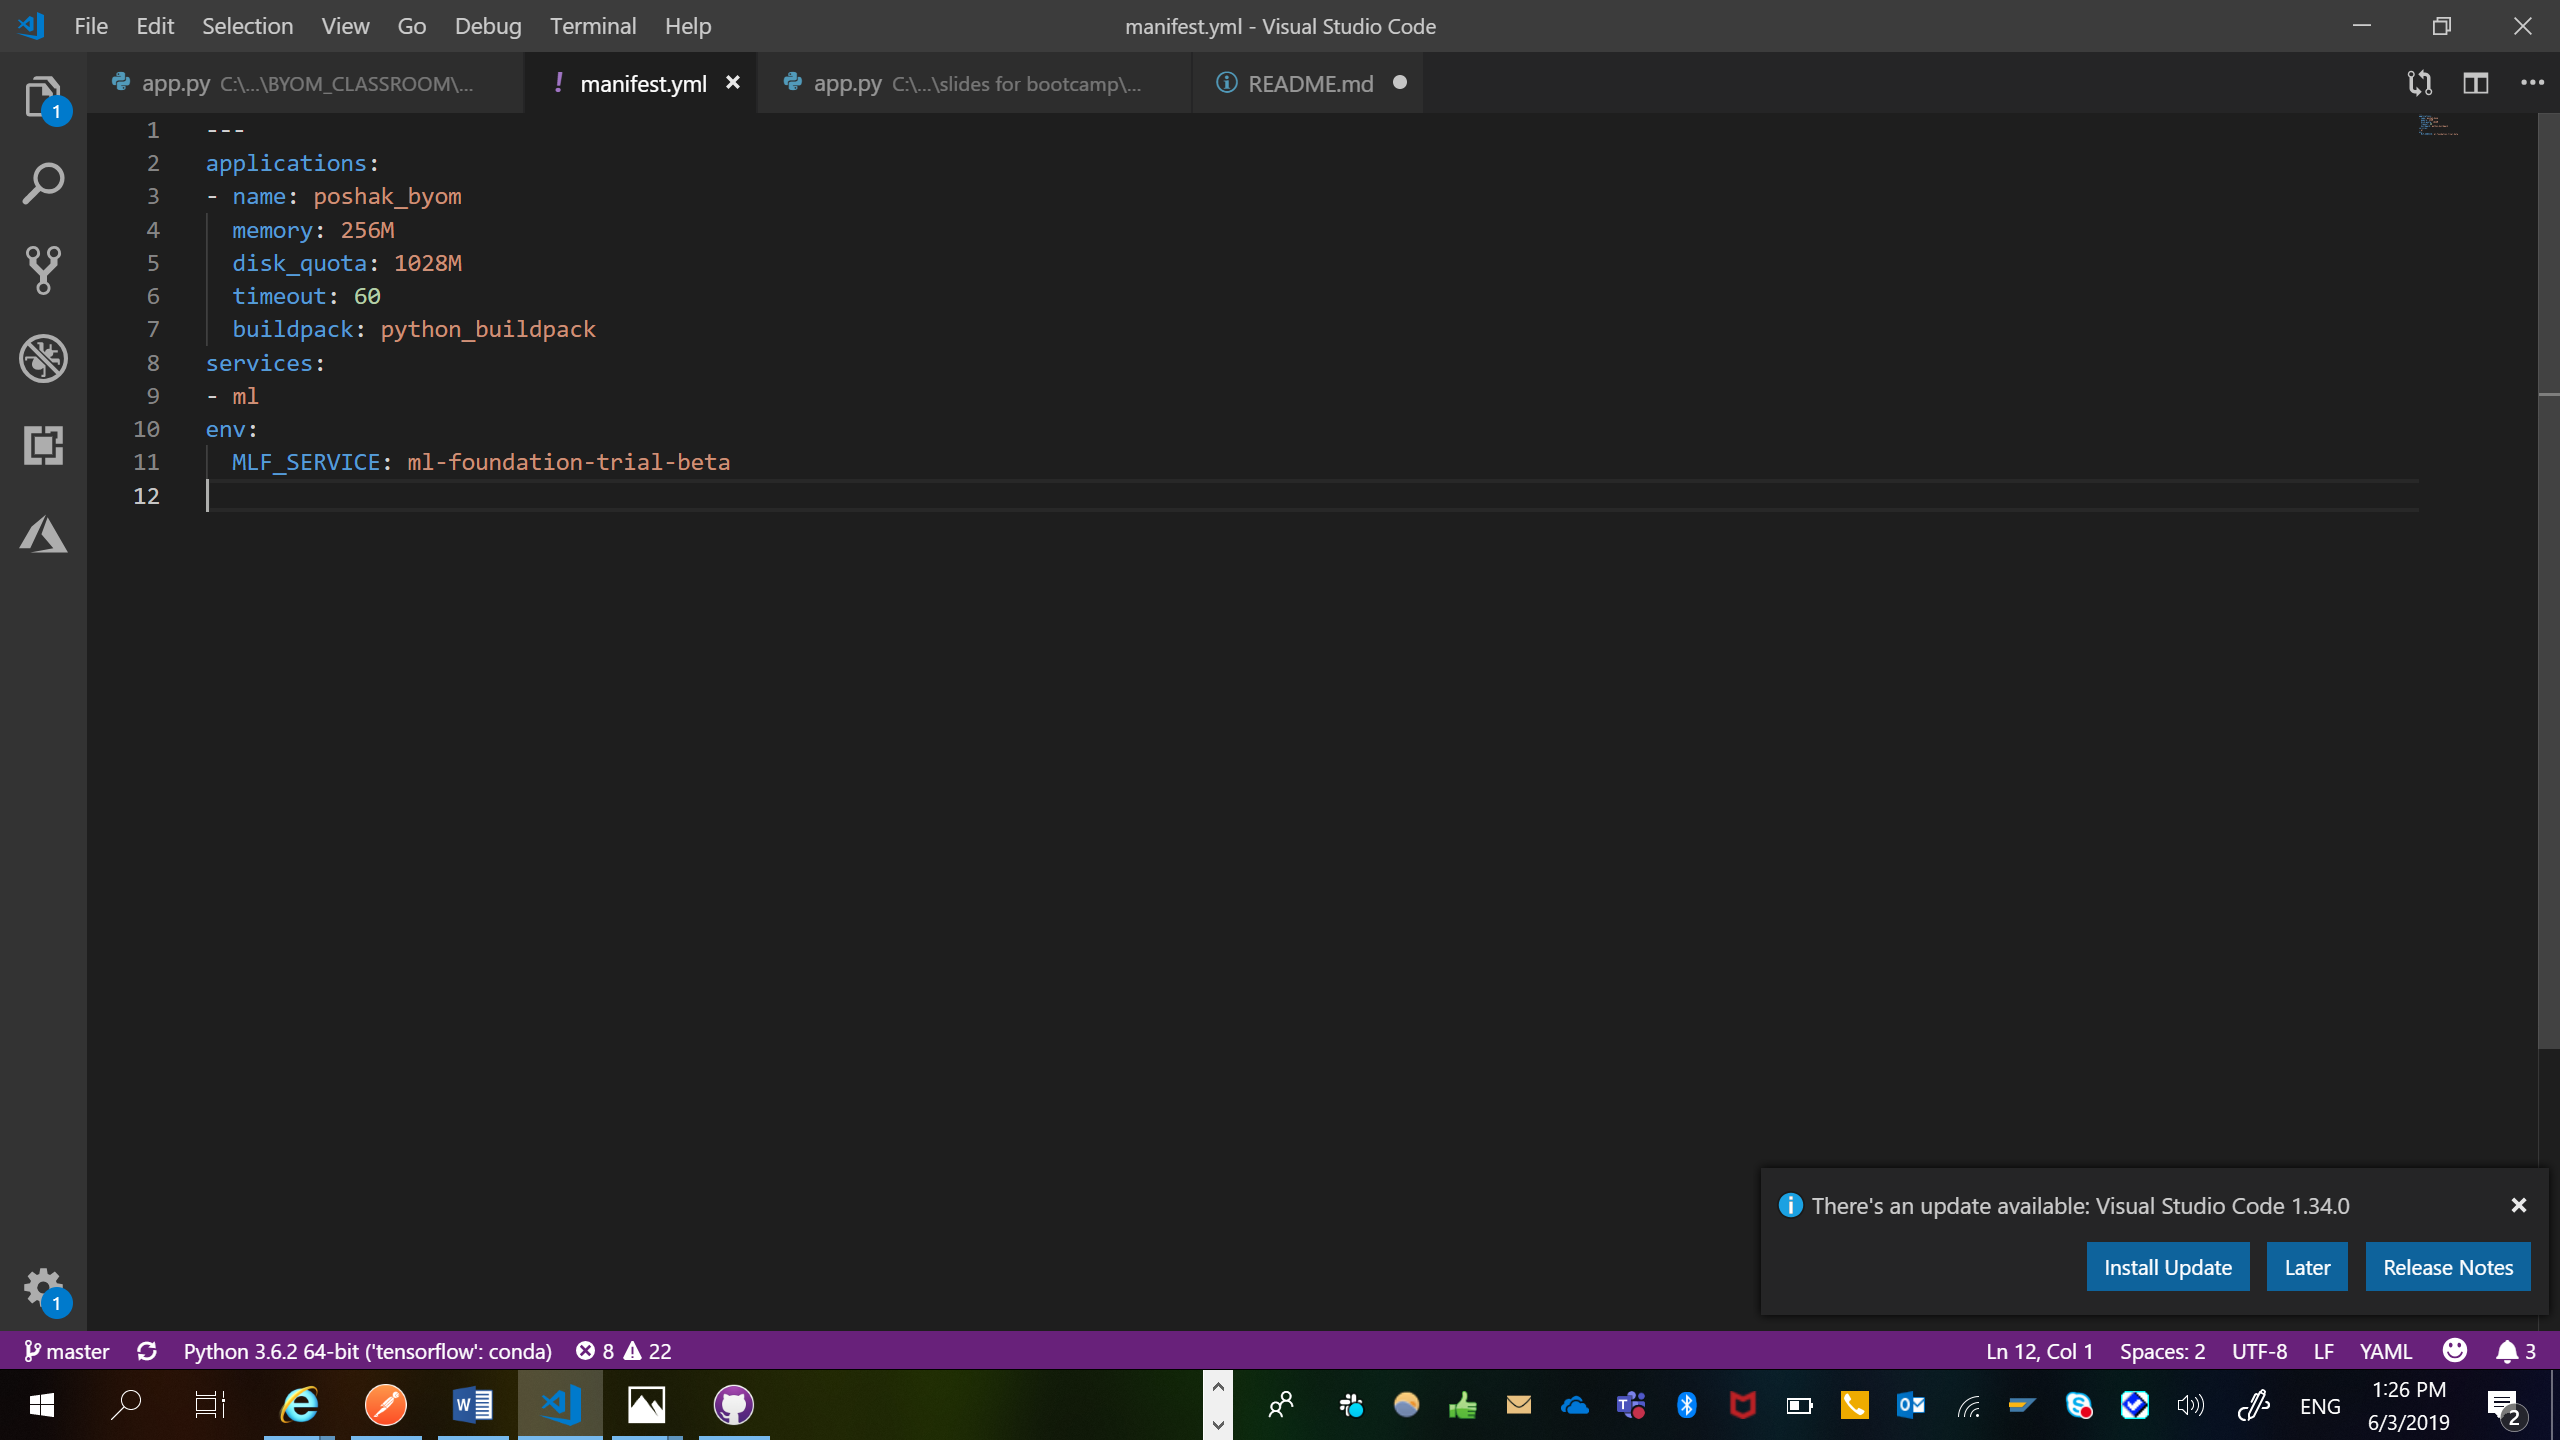 File Edit Selection View Go Debug Terminal Help
manifest.yml - Visual Studio Code
app.py C:\...\BYOM_CLASSROOM\...
manifest.yml
app.py C:\...\slides for bootcamp\...
README.md
1
1 ---
2 applications:
3 - name: poshak_byom
4   memory: 256M
5   disk_quota: 1028M
6   timeout: 60
7   buildpack: python_buildpack
8 services:
9 - ml
10 env:
11   MLF_SERVICE: ml-foundation-trial-beta
12
There's an update available: Visual Studio Code 1.34.0
Install Update Later Release Notes
1
master Python 3.6.2 64-bit ('tensorflow': conda) 8 22 Ln 12, Col 1 Spaces: 2 UTF-8 LF YAML 3
ENG
1:26 PM
6/3/2019
2